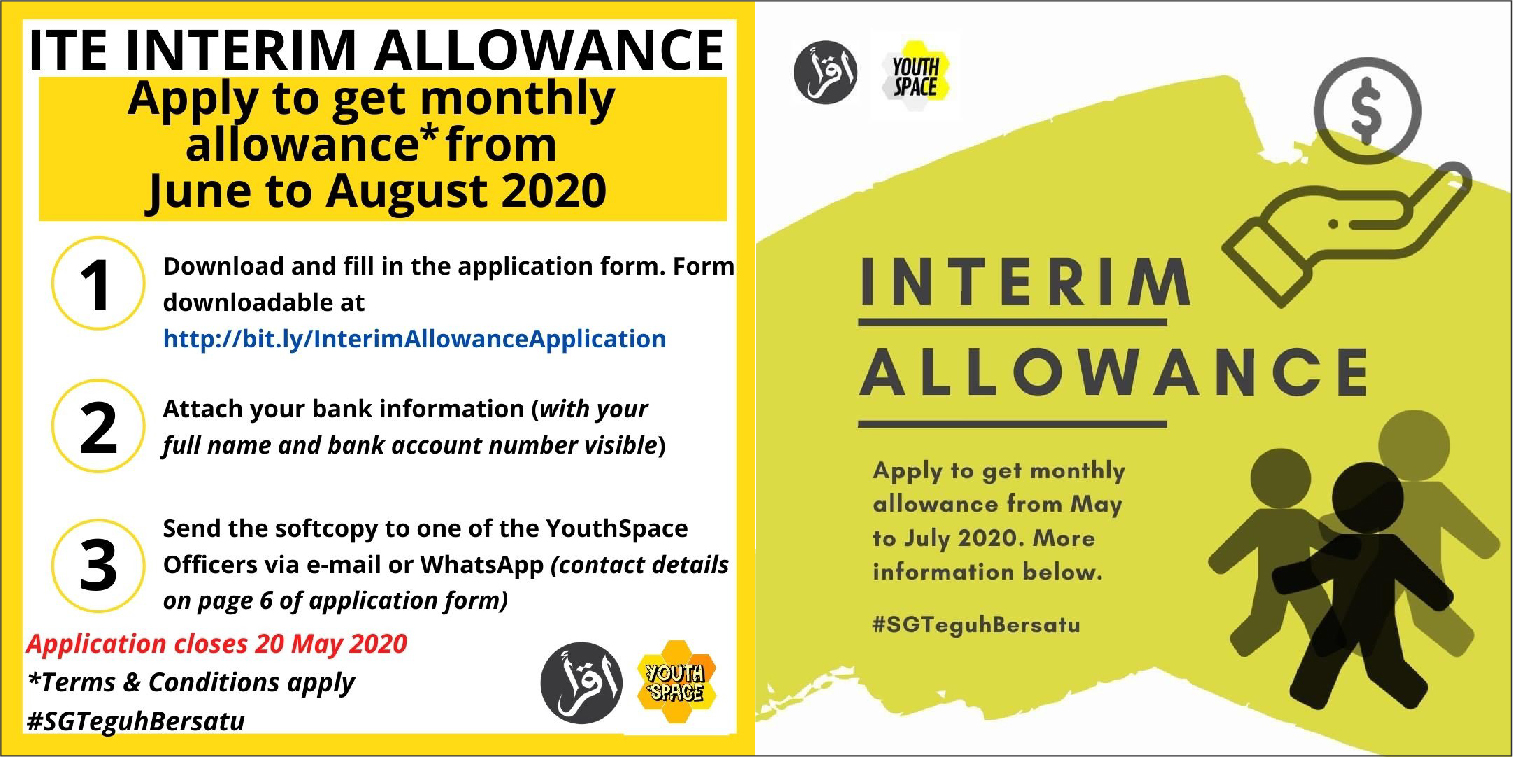 ITE INTERIM ALLOWANCE
Apply to get monthly
allowance* from
June to August 2020
1
Download and fill in the application form. Form
downloadable at
http://bit.ly/InterimAllowanceApplication
2
Attach your bank information (with your
full name and bank account number visible)
3
Send the softcopy to one of the YouthSpace
Officers via e-mail or WhatsApp (contact details
on page 6 of application form)
Application closes 20 May 2020
*Terms & Conditions apply
#SGTeguhBersatu
اقرأ
YOUTH
SPACE
اقرأ
YOUTH
SPACE
$
INTERIM
ALLOWANCE
Apply to get monthly
allowance from May
to July 2020. More
information below.
#SGTeguhBersatu